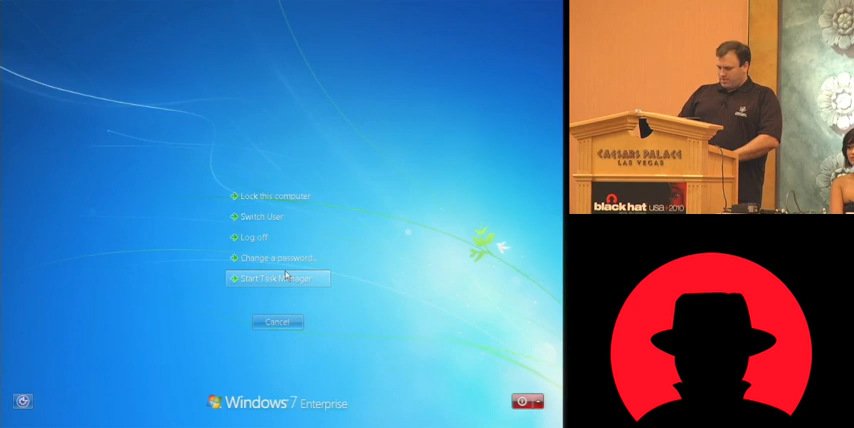 Lock this computer
Switch User
Log off
Change a password...
Start Task Manager
Cancel
Windows 7 Enterprise
CAESARS PALACE
LAS VEGAS
black hat usa 2010